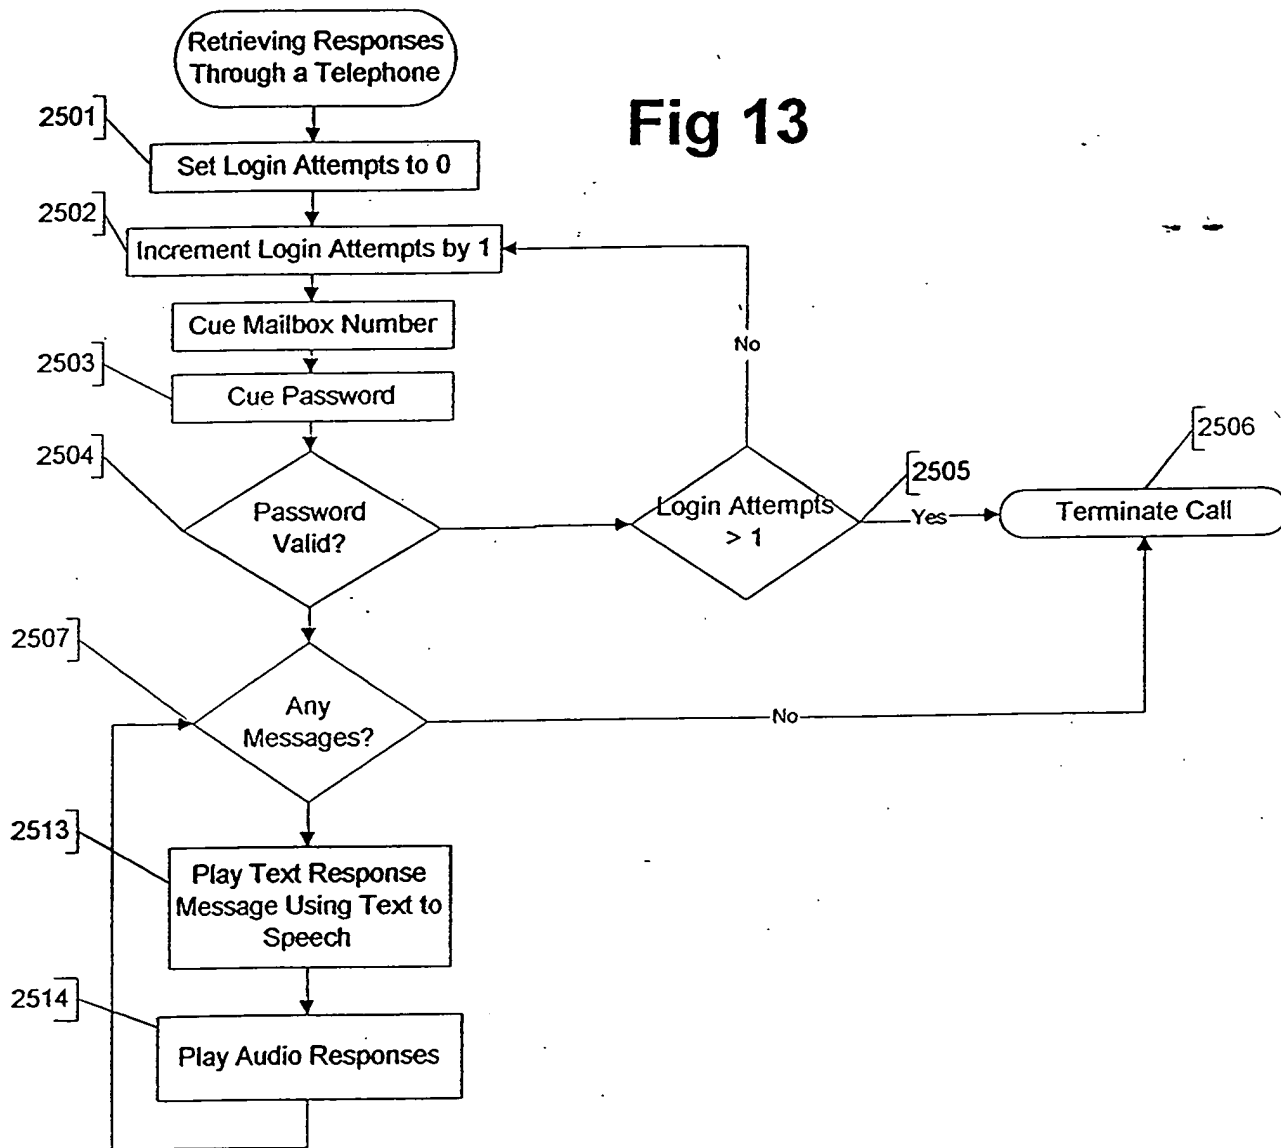 Retrieving Responses
Through a Telephone
Fig 13
2501
Set Login Attempts to 0
2502
Increment Login Attempts by 1
Cue Mailbox Number
No
2503
Cue Password
2504
Password
Valid?
Login Attempts
> 1
2505
Yes
2506
Terminate Call
2507
Any
Messages?
No
2513
Play Text Response
Message Using Text to
Speech
2514
Play Audio Responses